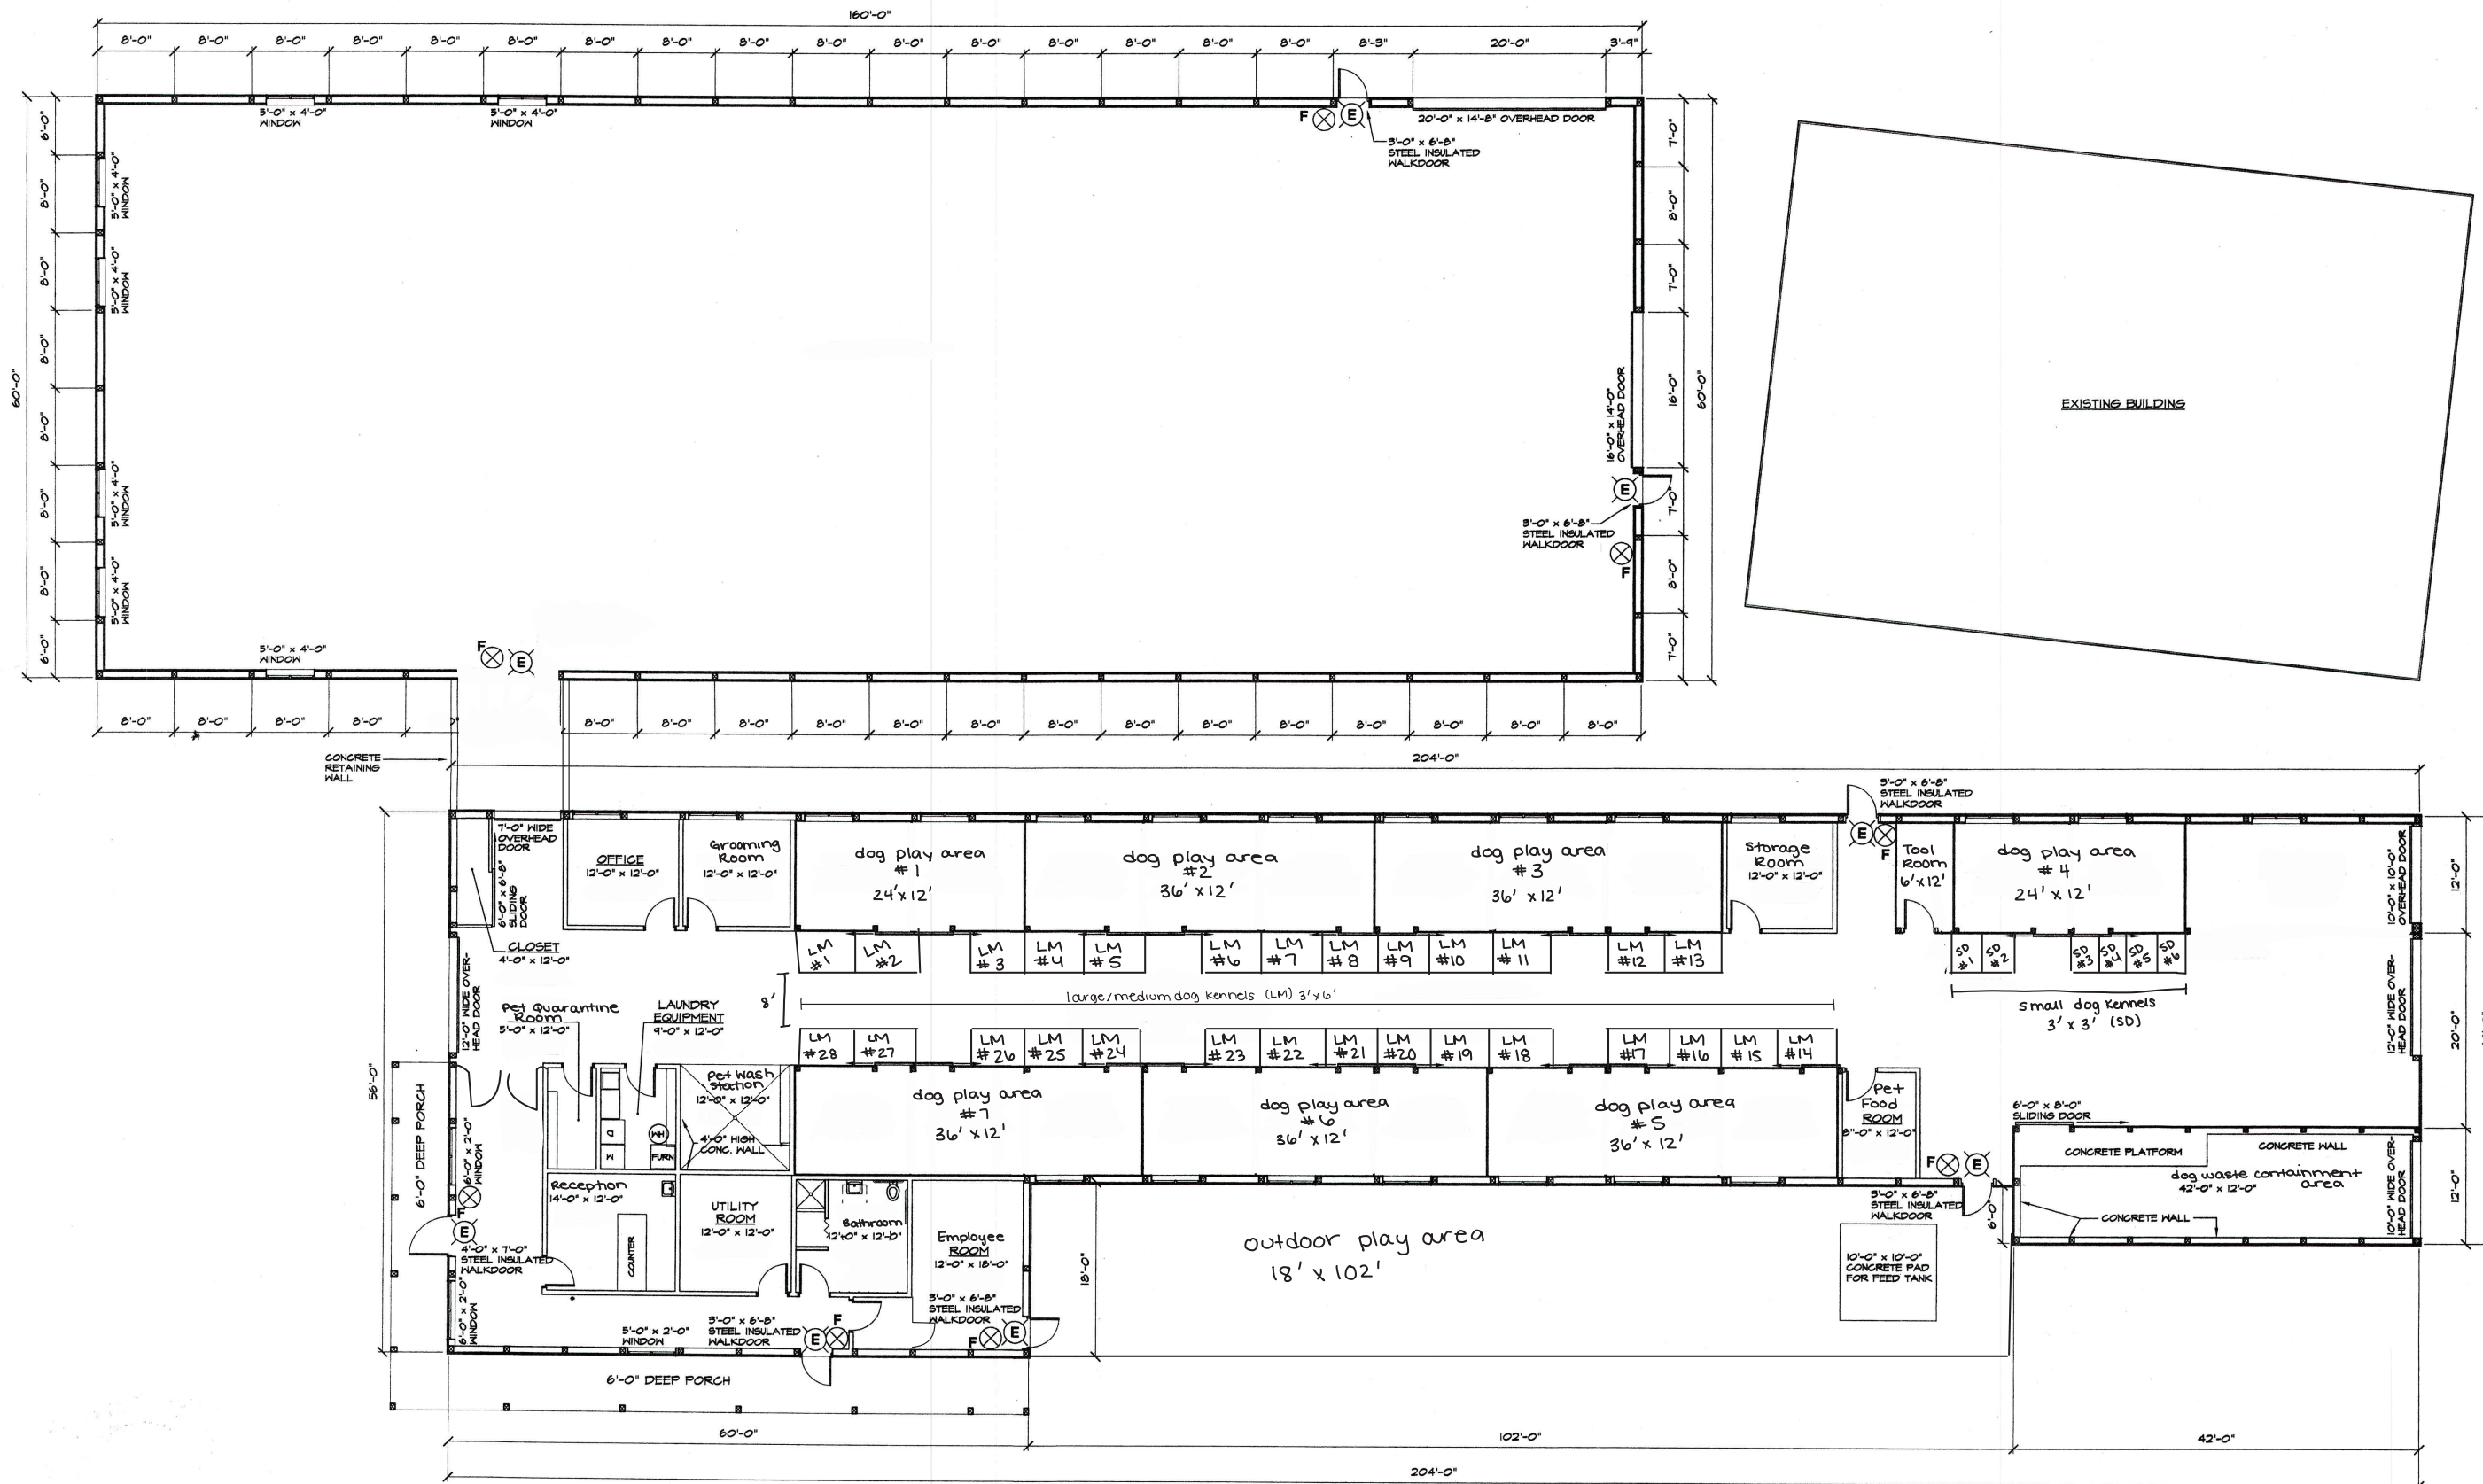 160'-0"
8'-0" 8'-0" 8'-0" 8'-0" 8'-0" 8'-0" 8'-0" 8'-0" 8'-0" 8'-0" 8'-0" 8'-0" 8'-0" 8'-0" 8'-0" 8'-0" 8'-3" 20'-0" 3'-9"
5'-0" x 4'-0"
WINDOW
5'-0" x 4'-0"
WINDOW
F E
20'-0" x 14'-8" OVERHEAD DOOR
3'-0" x 6'-8"
STEEL INSULATED
WALKDOOR
60'-0"
6'-0"
8'-0"
8'-0"
8'-0"
8'-0"
8'-0"
8'-0"
6'-0"
5'-0" x 4'-0"
WINDOW
5'-0" x 4'-0"
WINDOW
5'-0" x 4'-0"
WINDOW
5'-0" x 4'-0"
WINDOW
7'-0"
8'-0"
7'-0"
16'-0"
7'-0"
8'-0"
7'-0"
60'-0"
16'-0" x 14'-0"
OVERHEAD DOOR
E
3'-0" x 6'-8"
STEEL INSULATED
WALKDOOR
F
EXISTING BUILDING
5'-0" x 4'-0"
WINDOW
F E
8'-0" 8'-0" 8'-0" 8'-0" 8'-0" 8'-0" 8'-0" 8'-0" 8'-0" 8'-0" 8'-0" 8'-0" 8'-0" 8'-0" 8'-0" 8'-0" 8'-0" 8'-0"
CONCRETE
RETAINING
WALL
204'-0"
3'-0" x 6'-8"
STEEL INSULATED
WALKDOOR
7'-0" WIDE
OVERHEAD
DOOR
6'-0" x 6'-8"
SLIDING
DOOR
OFFICE
12'-0" x 12'-0"
Grooming
Room
12'-0" x 12'-0"
dog play area
#1
24'x12'
dog play area
#2
36' x12'
dog play area
#3
36' x12'
Storage
Room
12'-0" x 12'-0"
E F
Tool
Room
6'x12'
dog play area
#4
24' x 12'
10'-0" x 10'-0"
OVERHEAD DOOR
12'-0"
CLOSET
4'-0" x 12'-0"
LM #1
LM #2
LM #3
LM #4
LM #5
LM #6
LM #7
LM #8
LM #9
LM #10
LM #11
LM #12
LM #13
SD #1
SD #2
SD #3
SD #4
SD #5
SD #6
12'-0" WIDE OVER-
HEAD DOOR
Pet Quarantine
Room
5'-0" x 12'-0"
LAUNDRY
EQUIPMENT
9'-0" x 12'-0"
8'
large/medium dog kennels (LM) 3'x6'
small dog kennels
3' x 3' (SD)
12'-0" WIDE OVER-
HEAD DOOR
20'-0"
LM #28
LM #27
LM #26
LM #25
LM #24
LM #23
LM #22
LM #21
LM #20
LM #19
LM #18
LM #17
LM #16
LM #15
LM #14
56'-0"
6'-0" DEEP PORCH
6'-0" x 2'-0"
WINDOW
D
W
WH
FURN
Pet Wash
Station
12'-0" x 12'-0"
4'-0" HIGH
CONC. WALL
dog play area
#7
36' x 12'
dog play area
#6
36' x12'
dog play area
#5
36' x 12'
Pet
Food
ROOM
8'-0" x 12'-0"
6'-0" x 8'-0"
SLIDING DOOR
CONCRETE PLATFORM
CONCRETE WALL
dog waste containment
area
42'-0" x 12'-0"
CONCRETE WALL
10'-0" WIDE OVER-
HEAD DOOR
12'-0"
F E
3'-0" x 6'-8"
STEEL INSULATED
WALKDOOR
6'-0"
F
E
4'-0" x 7'-0"
STEEL INSULATED
WALKDOOR
6'-0" x 2'-0"
WINDOW
Reception
14'-0" x 12'-0"
COUNTER
UTILITY
ROOM
12'-0" x 12'-0"
Bathroom
12'-0" x 12'-0"
Employee
ROOM
12'-0" x 18'-0"
18'-0"
outdoor play area
18' x 102'
10'-0" x 10'-0"
CONCRETE PAD
FOR FEED TANK
5'-0" x 2'-0"
WINDOW
3'-0" x 6'-8"
STEEL INSULATED
WALKDOOR
E F
3'-0" x 6'-8"
STEEL INSULATED
WALKDOOR
F E
6'-0" DEEP PORCH
60'-0" 102'-0" 42'-0"
204'-0"